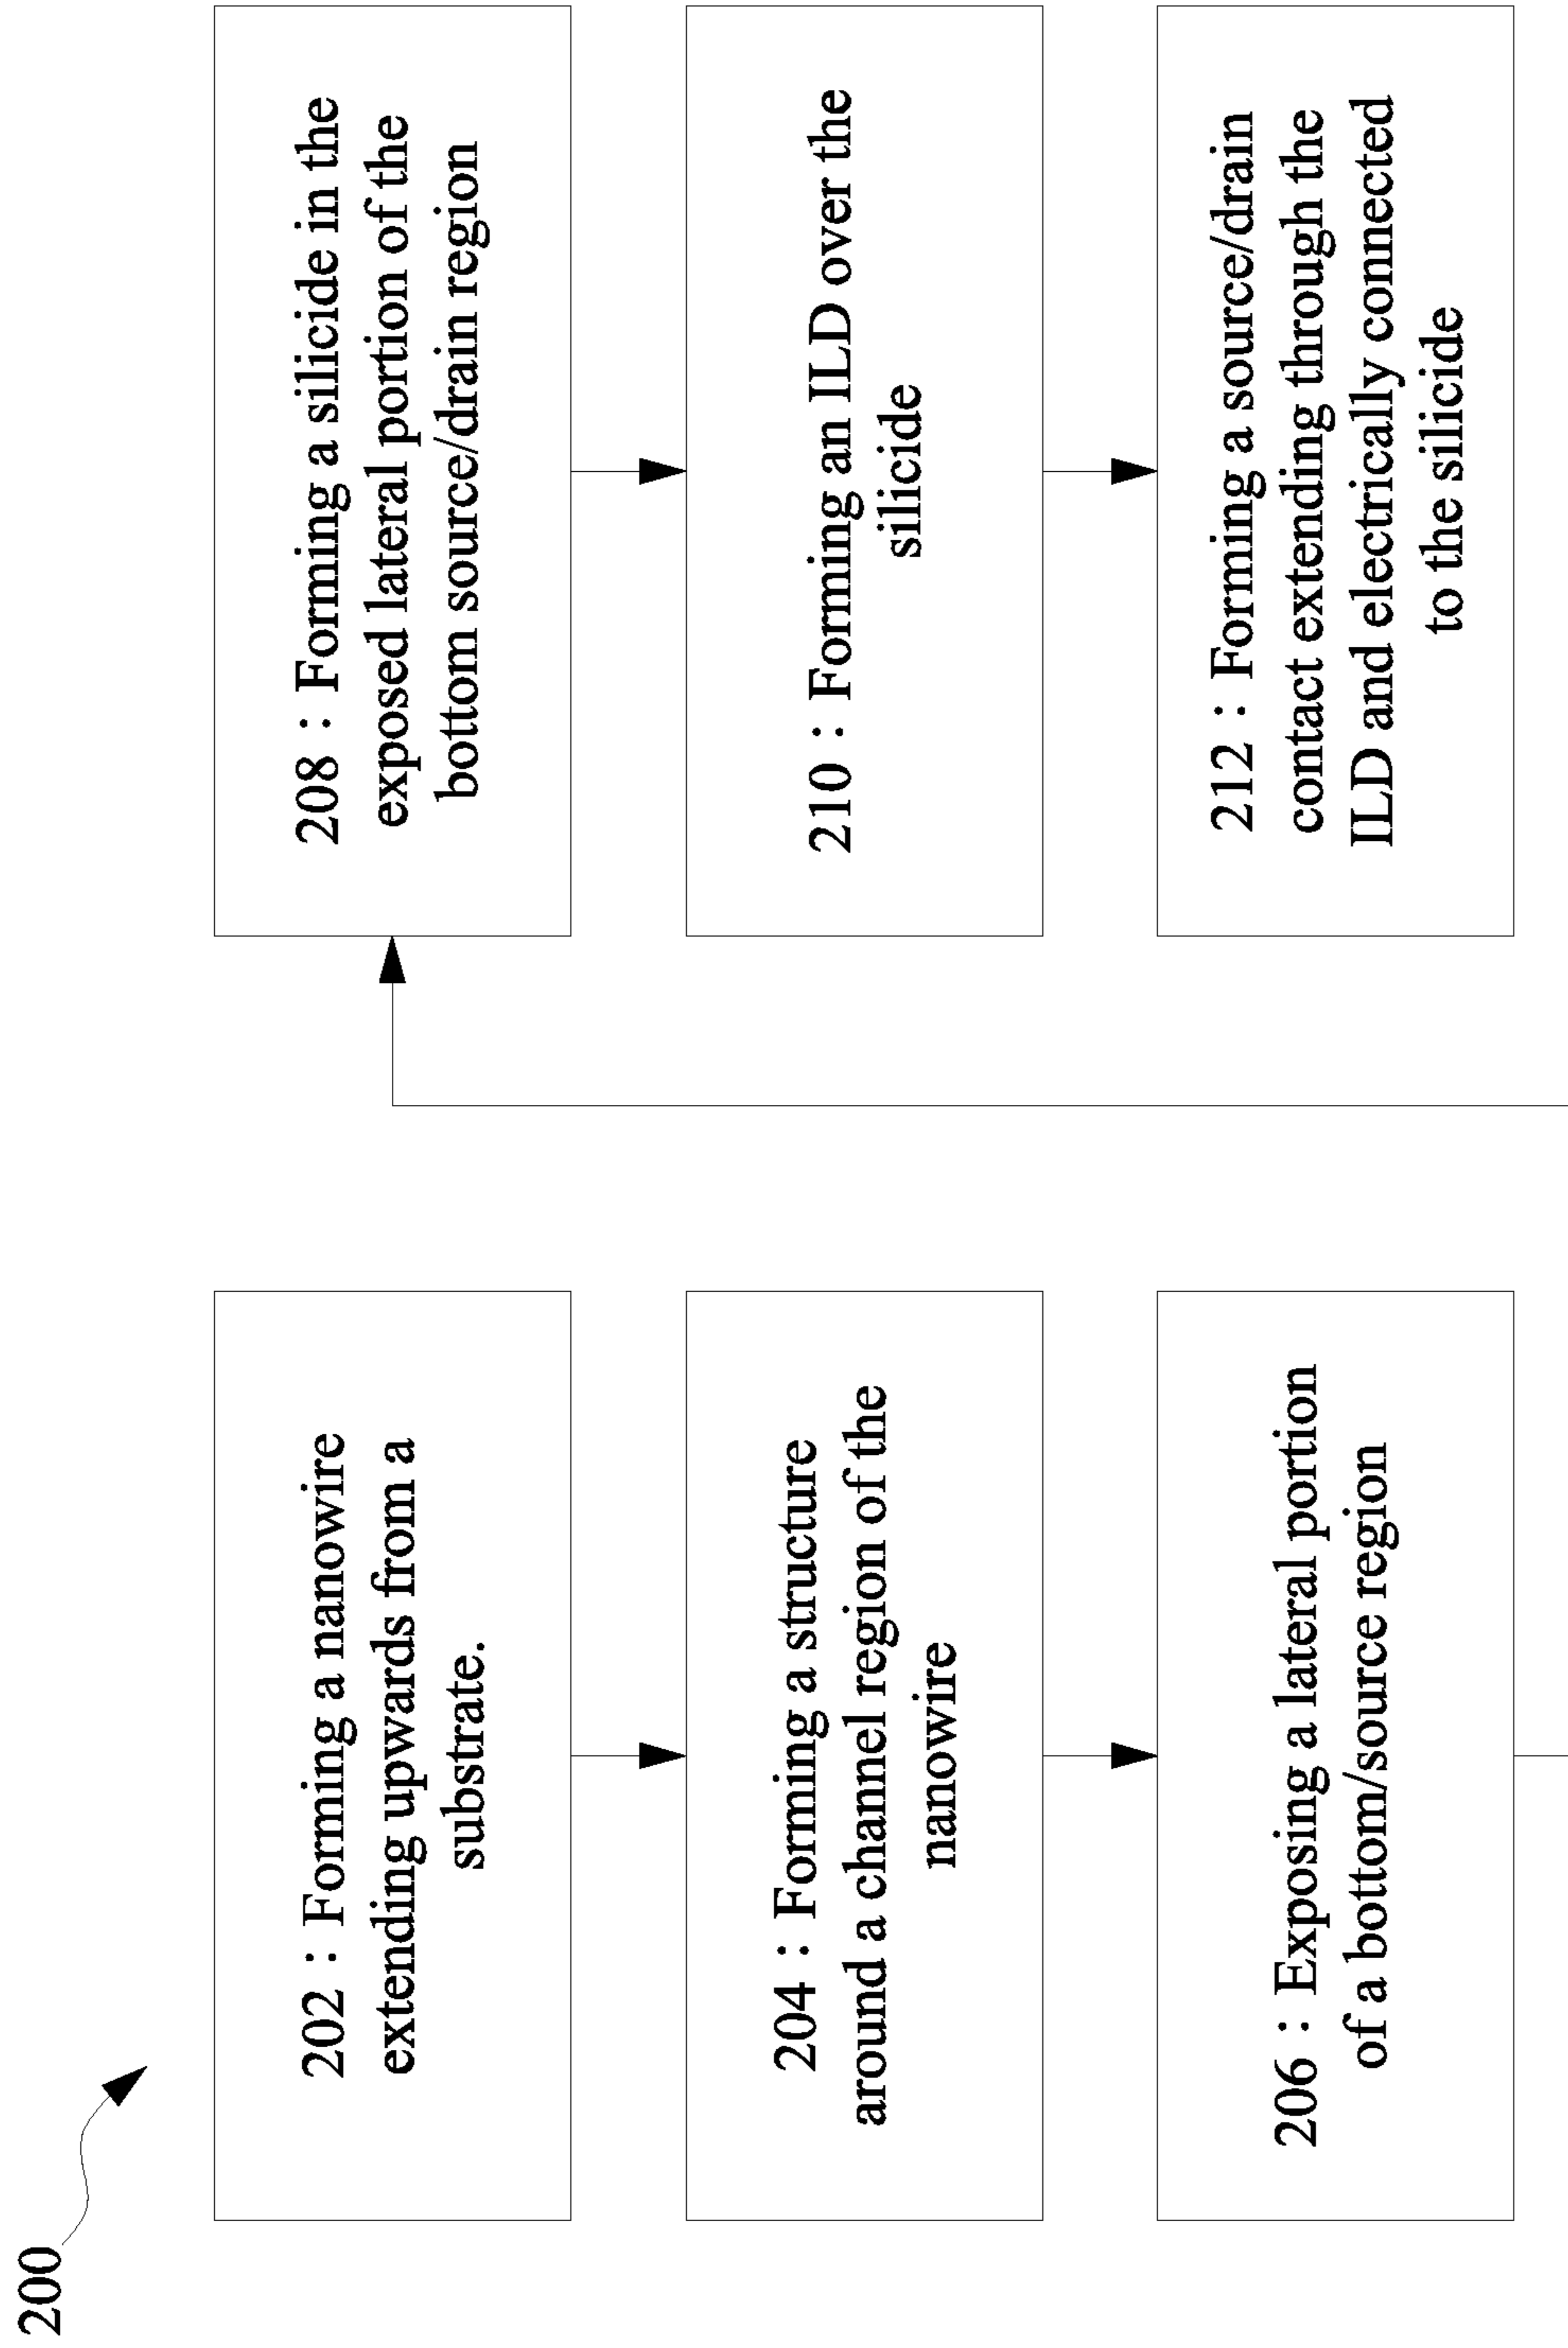 200
202 : Forming a nanowire
extending upwards from a
substrate.
204 : Forming a structure
around a channel region of the
nanowire
206 : Exposing a lateral portion
of a bottom/source region
208 : Forming a silicide in the
exposed lateral portion of the
bottom source/drain region
210 : Forming an ILD over the
silicide
212 : Forming a source/drain
contact extending through the
ILD and electrically connected
to the silicide